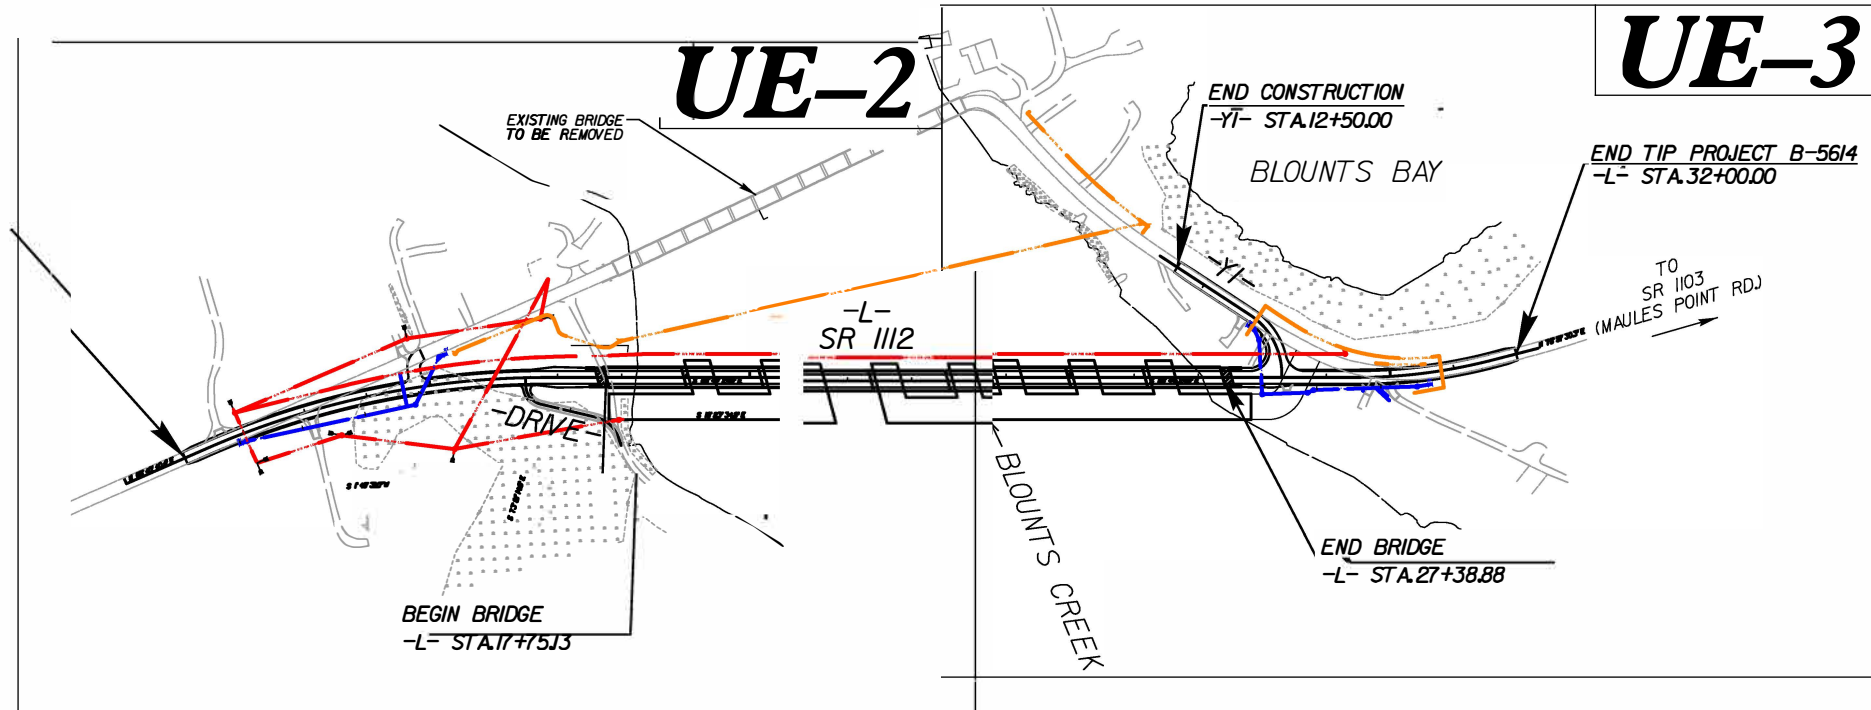 UE-2
UE-3
EXISTING BRIDGE
TO BE REMOVED
END CONSTRUCTION
-Y1- STA.12+50.00
BLOUNTS BAY
END TIP PROJECT B-5614
-L- STA.32+00.00
-Y1-
TO
SR 1103
(MAULES POINT RD.)
-L-
SR 1112
-DRIVE-
BLOUNTS CREEK
END BRIDGE
-L- STA.27+38.88
BEGIN BRIDGE
-L- STA.17+75.13